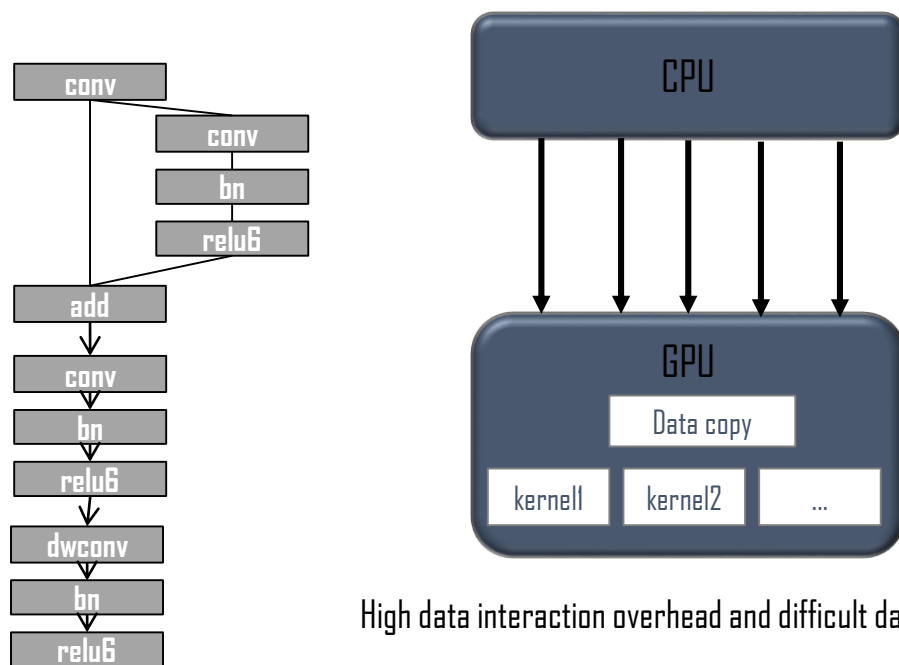 conv
conv
bn
relu6
add
conv
bn
relu6
dwconv
bn
relu6
CPU
GPU
Data copy
kernel1
kernel2
...
High data interaction overhead and difficult da